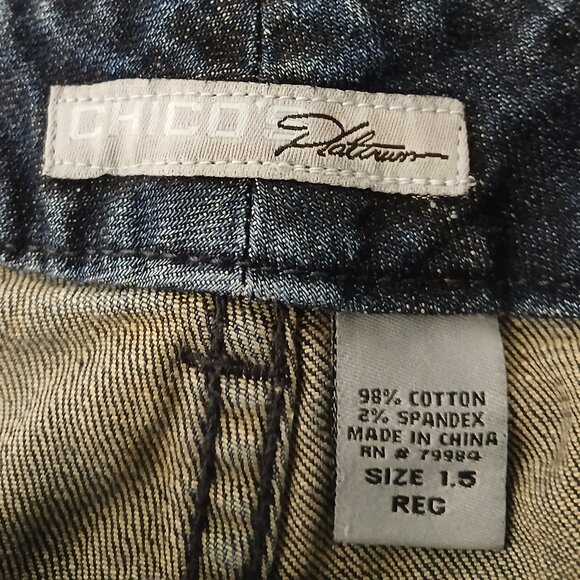 CHICO'S Platinum
98% COTTON
2% SPANDEX
MADE IN CHINA
RN # 79984
SIZE 1.5
REG